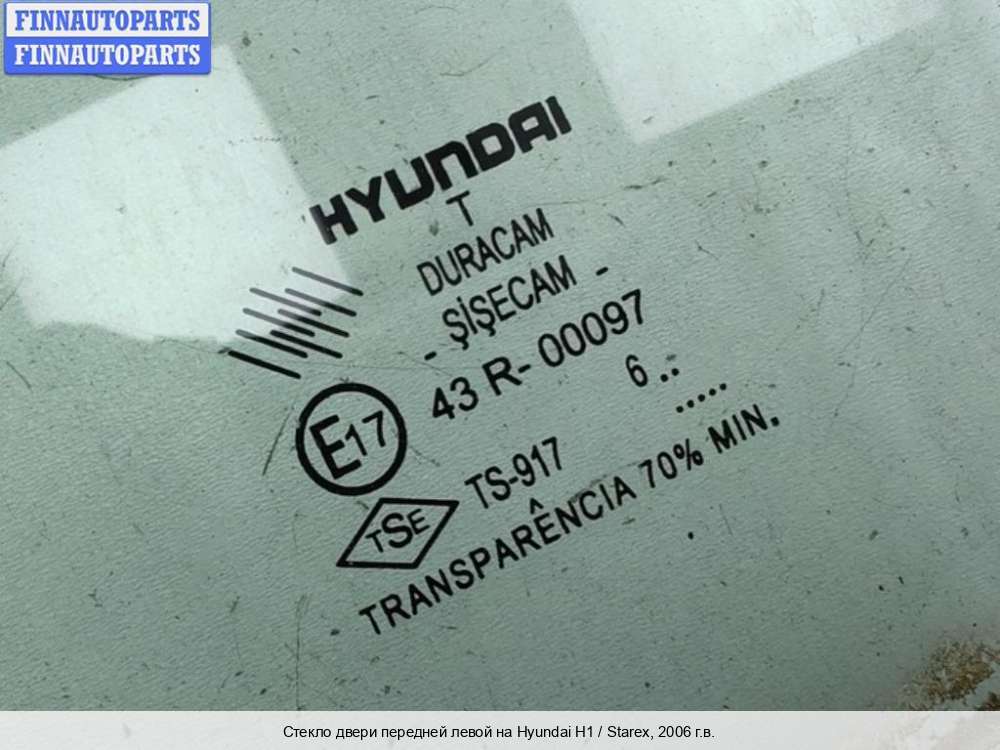 FINNAUTOPARTS
FINNAUTOPARTS
HYUNDAI
T
DURACAM
- ŞİŞECAM -
E17
43 R- 00097
6 ..
.....
TSE
TS-917
TRANSPARÊNCIA 70% MIN.
Стекло двери передней левой на Hyundai H1 / Starex, 2006 г.в.